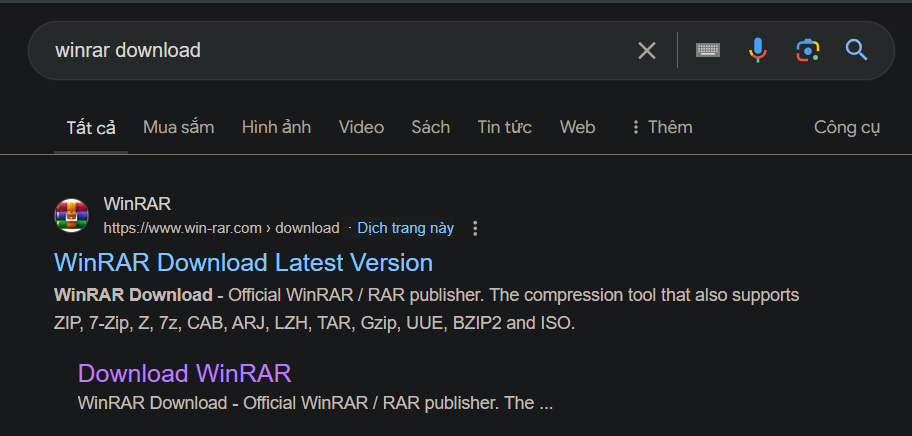 winrar download
Tất cả Mua sắm Hình ảnh Video Sách Tin tức Web Thêm Công cụ
WinRAR
https://www.win-rar.com › download · Dịch trang này
WinRAR Download Latest Version
WinRAR Download - Official WinRAR / RAR publisher. The compression tool that also supports
ZIP, 7-Zip, Z, 7z, CAB, ARJ, LZH, TAR, Gzip, UUE, BZIP2 and ISO.
Download WinRAR
WinRAR Download - Official WinRAR / RAR publisher. The ...